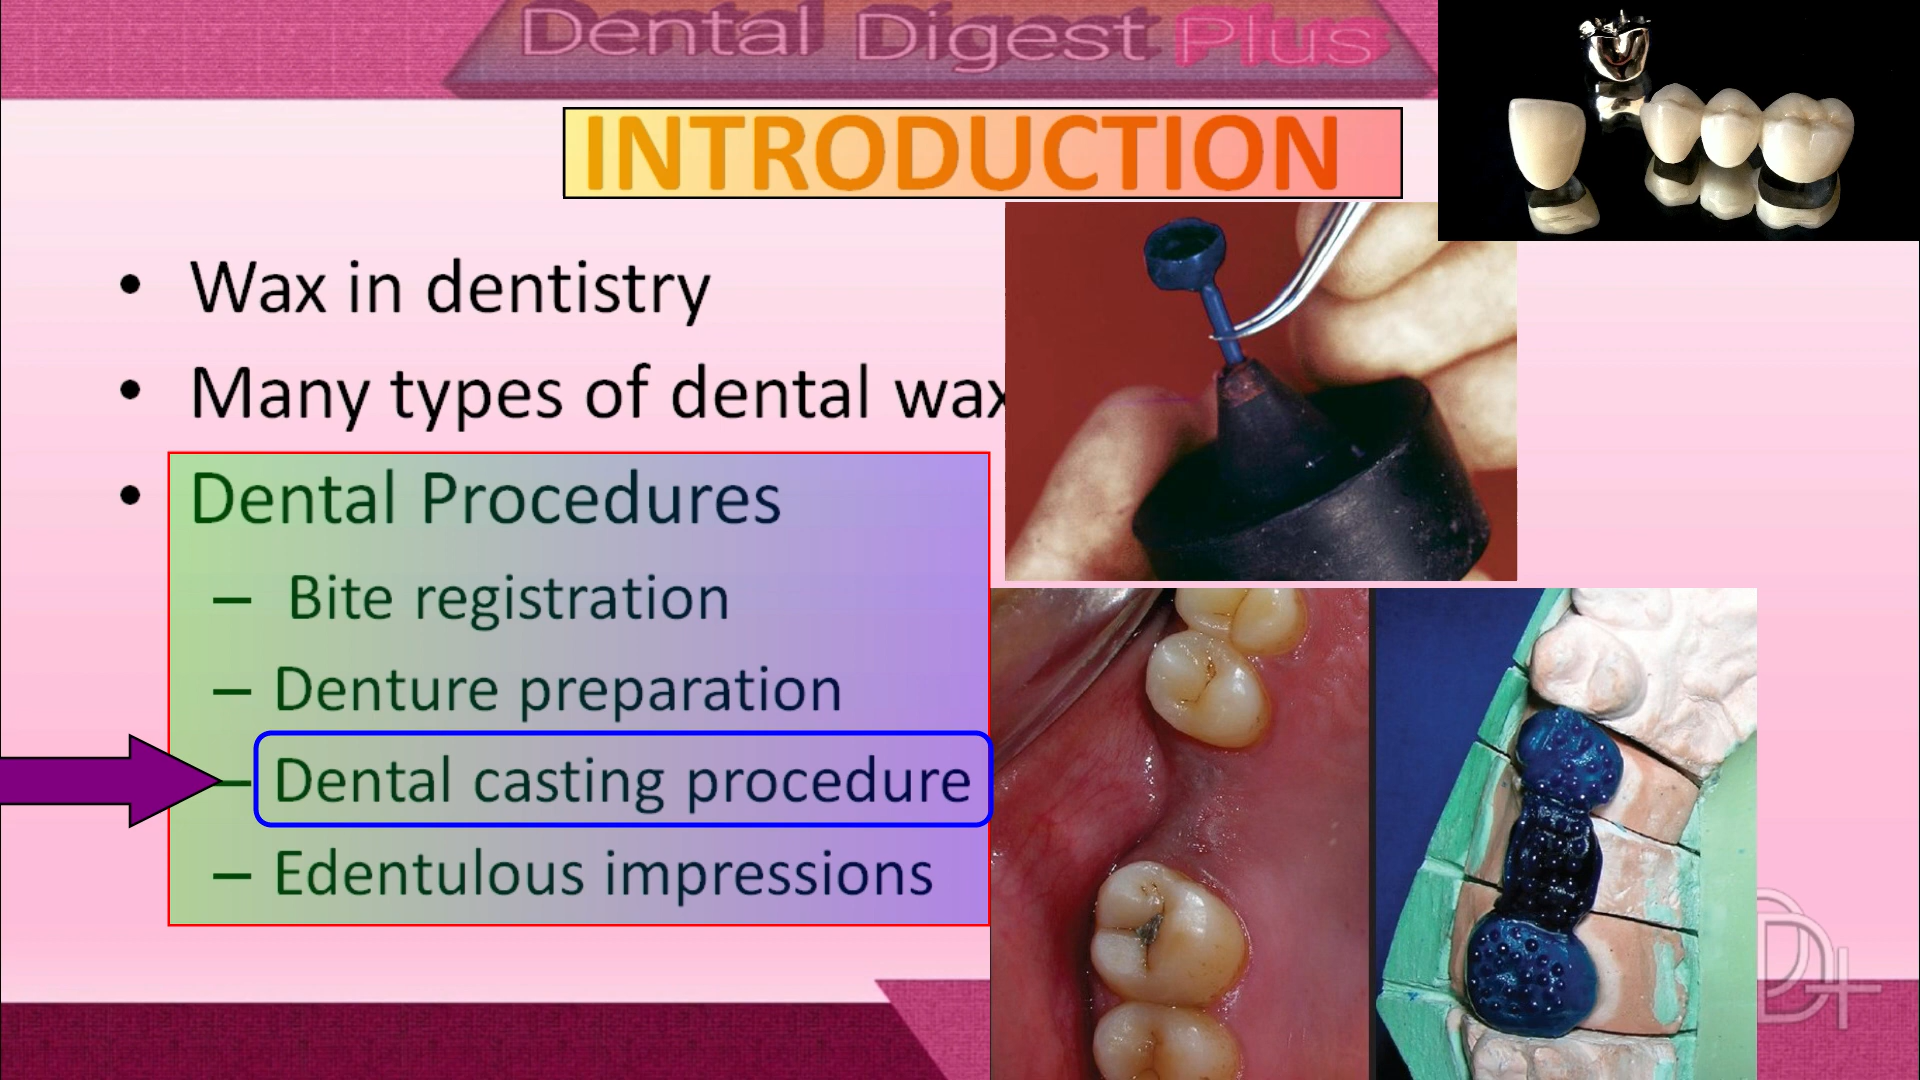 Dental Digest Plus
INTRODUCTION
• Wax in dentistry
• Many types of dental wax
• Dental Procedures
– Bite registration
– Denture preparation
– Dental casting procedure
– Edentulous impressions
DD+